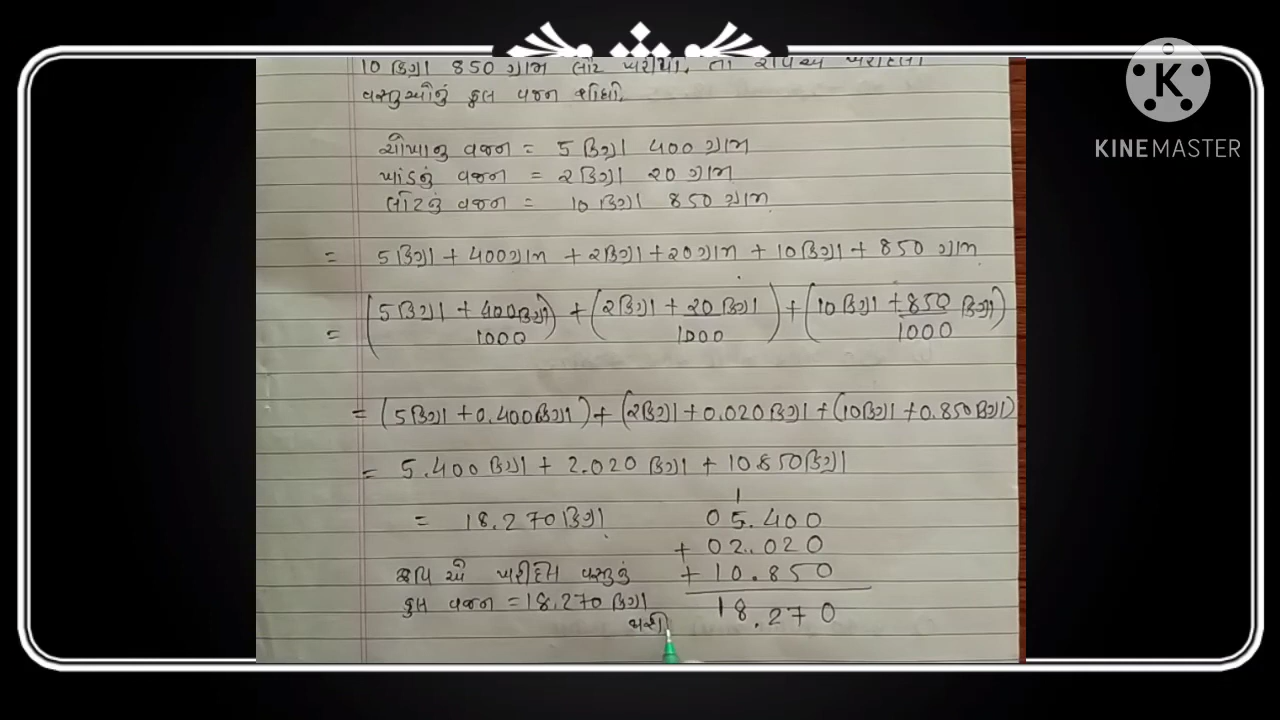 10 કિગ્રા 850 ગ્રામ લોટ ખરીદ્યો. તો રવિએ ખરીદેલી
વસ્તુઓનું કુલ વજન શોધો.
ચોખાનુ વજન = 5 કિગ્રા 400 ગ્રામ
ખાંડનું વજન = 2 કિગ્રા 20 ગ્રામ
લોટનું વજન = 10 કિગ્રા 850 ગ્રામ
= 5 કિગ્રા + 400 ગ્રામ + 2 કિગ્રા + 20 ગ્રામ + 10 કિગ્રા + 850 ગ્રામ
= (5 કિગ્રા + 400/1000 કિગ્રા) + (2 કિગ્રા + 20/1000 કિગ્રા) + (10 કિગ્રા + 850/1000 કિગ્રા)
= (5 કિગ્રા + 0.400 કિગ્રા) + (2 કિગ્રા + 0.020 કિગ્રા + (10 કિગ્રા + 0.850 કિગ્રા)
= 5.400 કિગ્રા + 2.020 કિગ્રા + 10.850 કિગ્રા
= 18.270 કિગ્રા
1
05.400
+ 02.020
+ 10.850
18.270
રવિ એ ખરીદેલ વસ્તુનું
કુલ વજન = 18.270 કિગ્રા
K
KINEMASTER